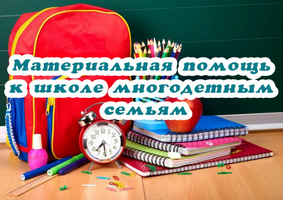 Материальная помощь
к школе многодетным
семьям